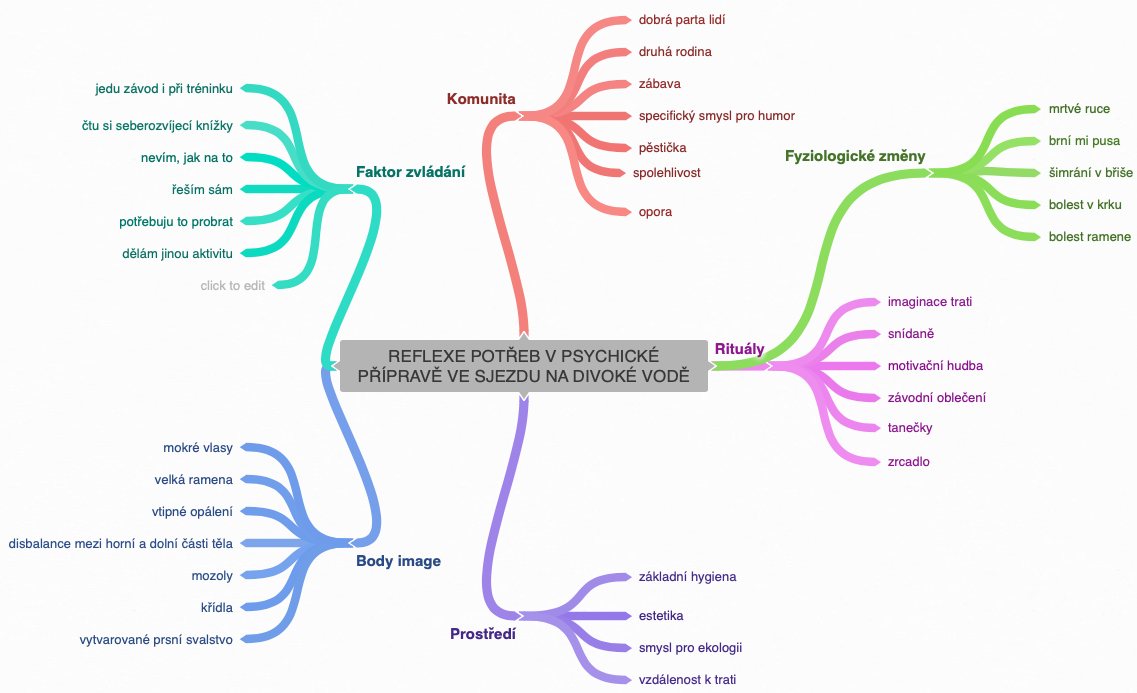 REFLEXE POTŘEB V PSYCHICKÉ
PŘÍPRAVĚ VE SJEZDU NA DIVOKÉ VODĚ
Komunita
dobrá parta lidí
druhá rodina
zábava
specifický smysl pro humor
pěstička
spolehlivost
opora
Fyziologické změny
mrtvé ruce
brní mi pusa
šimrání v břiše
bolest v krku
bolest ramene
Rituály
imaginace trati
snídaně
motivační hudba
závodní oblečení
tanečky
zrcadlo
Prostředí
základní hygiena
estetika
smysl pro ekologii
vzdálenost k trati
Body image
mokré vlasy
velká ramena
vtipné opálení
disbalance mezi horní a dolní části těla
mozoly
křídla
vytvarované prsní svalstvo
Faktor zvládání
jedu závod i při tréninku
čtu si seberozvíjecí knížky
nevím, jak na to
řeším sám
potřebuju to probrat
dělám jinou aktivitu
click to edit